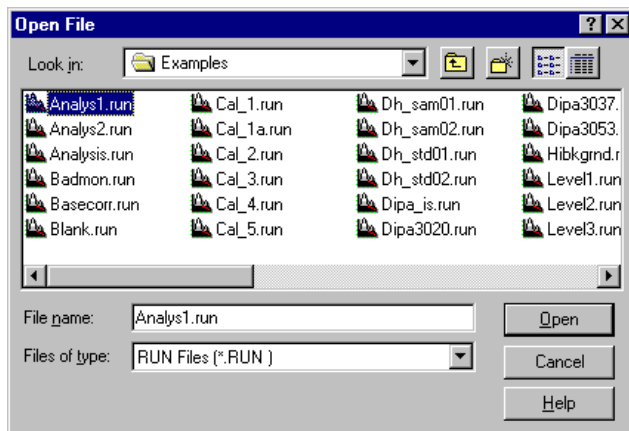 Open File
Look in: Examples
Analys1.run Cal_1.run Dh_sam01.run Dipa3037.
Analys2.run Cal_1a.run Dh_sam02.run Dipa3053.
Analysis.run Cal_2.run Dh_std01.run Hibkgrnd.r
Badmon.run Cal_3.run Dh_std02.run Level1.run
Basecorr.run Cal_4.run Dipa_is.run Level2.run
Blank.run Cal_5.run Dipa3020.run Level3.run
File name: Analys1.run Open
Files of type: RUN Files (*.RUN ) Cancel
Help